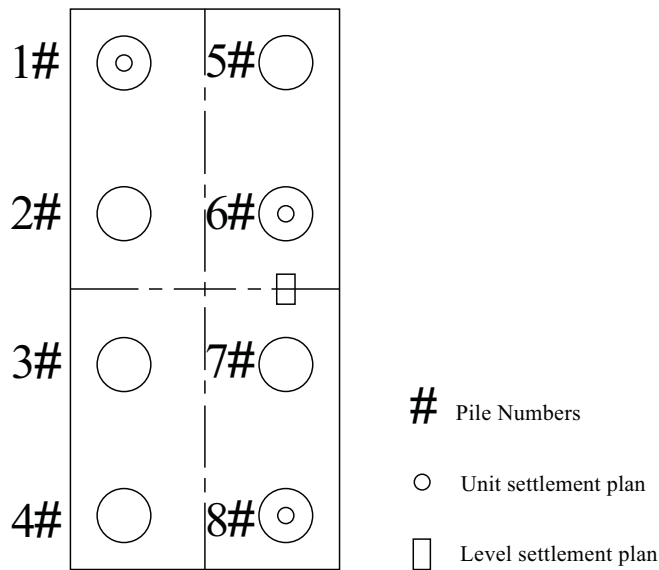 1# 5#
2# 6#
3# 7#
4# 8#
# Pile Numbers
Unit settlement plan
Level settlement plan